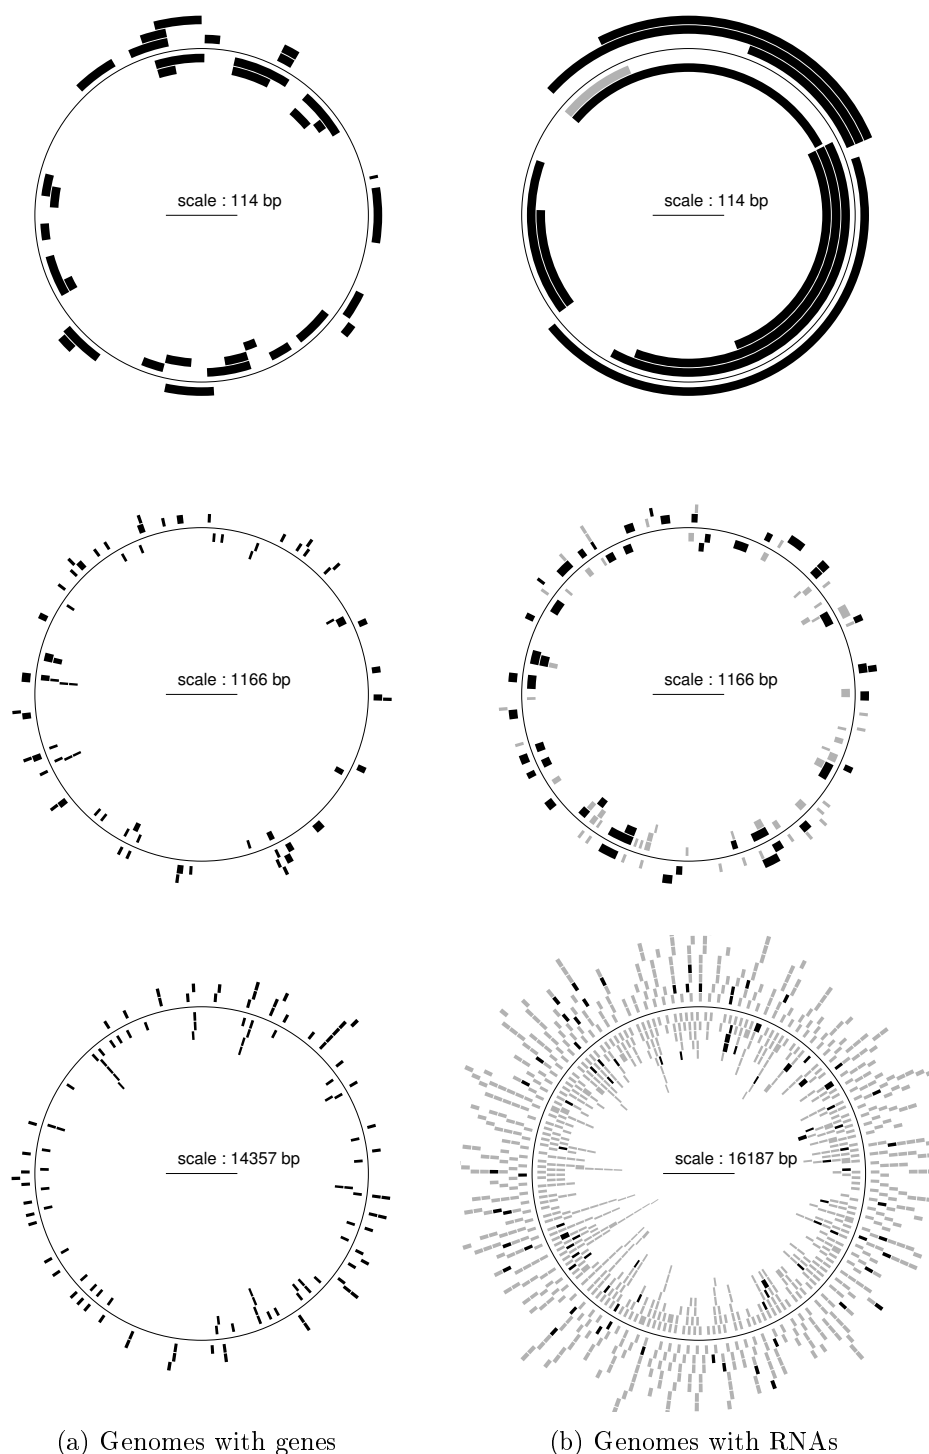 scale : 114 bp
scale : 114 bp
scale : 1166 bp
scale : 1166 bp
scale : 14357 bp
scale : 16187 bp
(a) Genomes with genes
(b) Genomes with RNAs